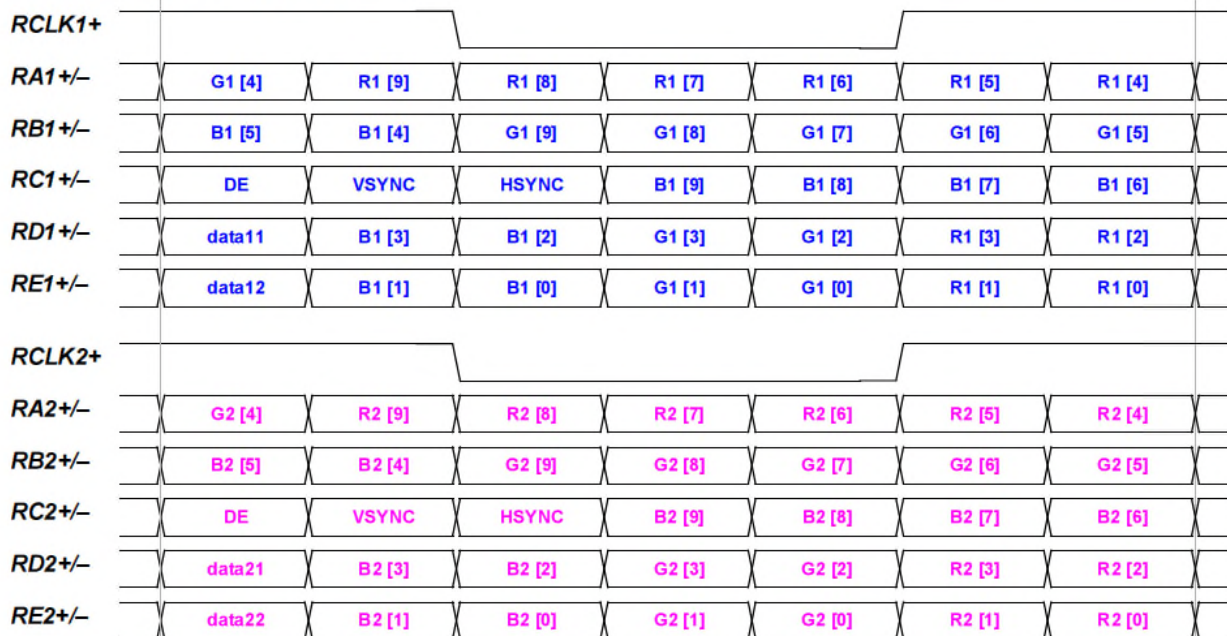 RCLK1+
RA1+/– G1 [4] R1 [9] R1 [8] R1 [7] R1 [6] R1 [5] R1 [4]
RB1+/– B1 [5] B1 [4] G1 [9] G1 [8] G1 [7] G1 [6] G1 [5]
RC1+/– DE VSYNC HSYNC B1 [9] B1 [8] B1 [7] B1 [6]
RD1+/– data11 B1 [3] B1 [2] G1 [3] G1 [2] R1 [3] R1 [2]
RE1+/– data12 B1 [1] B1 [0] G1 [1] G1 [0] R1 [1] R1 [0]
RCLK2+
RA2+/– G2 [4] R2 [9] R2 [8] R2 [7] R2 [6] R2 [5] R2 [4]
RB2+/– B2 [5] B2 [4] G2 [9] G2 [8] G2 [7] G2 [6] G2 [5]
RC2+/– DE VSYNC HSYNC B2 [9] B2 [8] B2 [7] B2 [6]
RD2+/– data21 B2 [3] B2 [2] G2 [3] G2 [2] R2 [3] R2 [2]
RE2+/– data22 B2 [1] B2 [0] G2 [1] G2 [0] R2 [1] R2 [0]